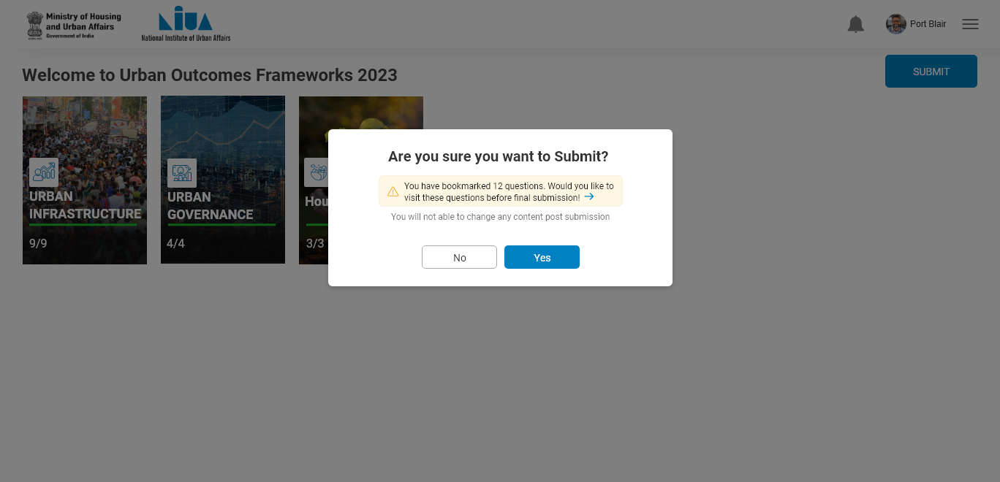 Ministry of Housing
and Urban Affairs
Government of India
NIUA
National Institute of Urban Affairs
Port Blair
Welcome to Urban Outcomes Frameworks 2023
SUBMIT
URBAN
INFRASTRUCTURE
9/9
URBAN
GOVERNANCE
4/4
Hou
3/3
Are you sure you want to Submit?
You have bookmarked 12 questions. Would you like to
visit these questions before final submission!
You will not able to change any content post submission
No
Yes